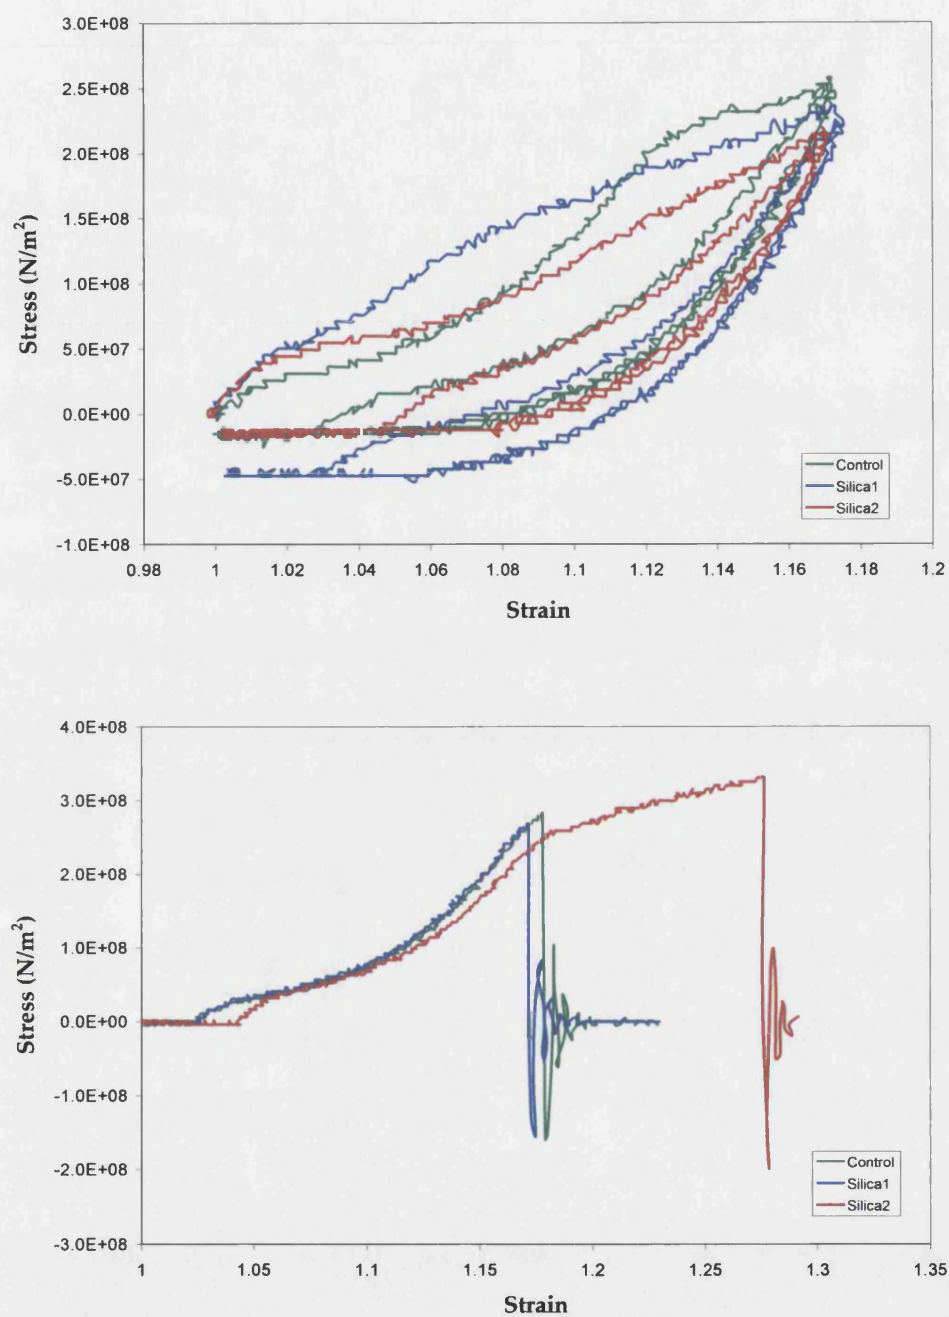 3.0E+08
2.5E+08
2.0E+08
1.5E+08
1.0E+08
5.0E+07
0.0E+00
-5.0E+07
-1.0E+08
Stress (N/m²)
0.98 1 1.02 1.04 1.06 1.08 1.1 1.12 1.14 1.16 1.18 1.2
Strain
Control
Silica1
Silica2
4.0E+08
3.0E+08
2.0E+08
1.0E+08
0.0E+00
-1.0E+08
-2.0E+08
-3.0E+08
Stress (N/m²)
1 1.05 1.1 1.15 1.2 1.25 1.3 1.35
Strain
Control
Silica1
Silica2